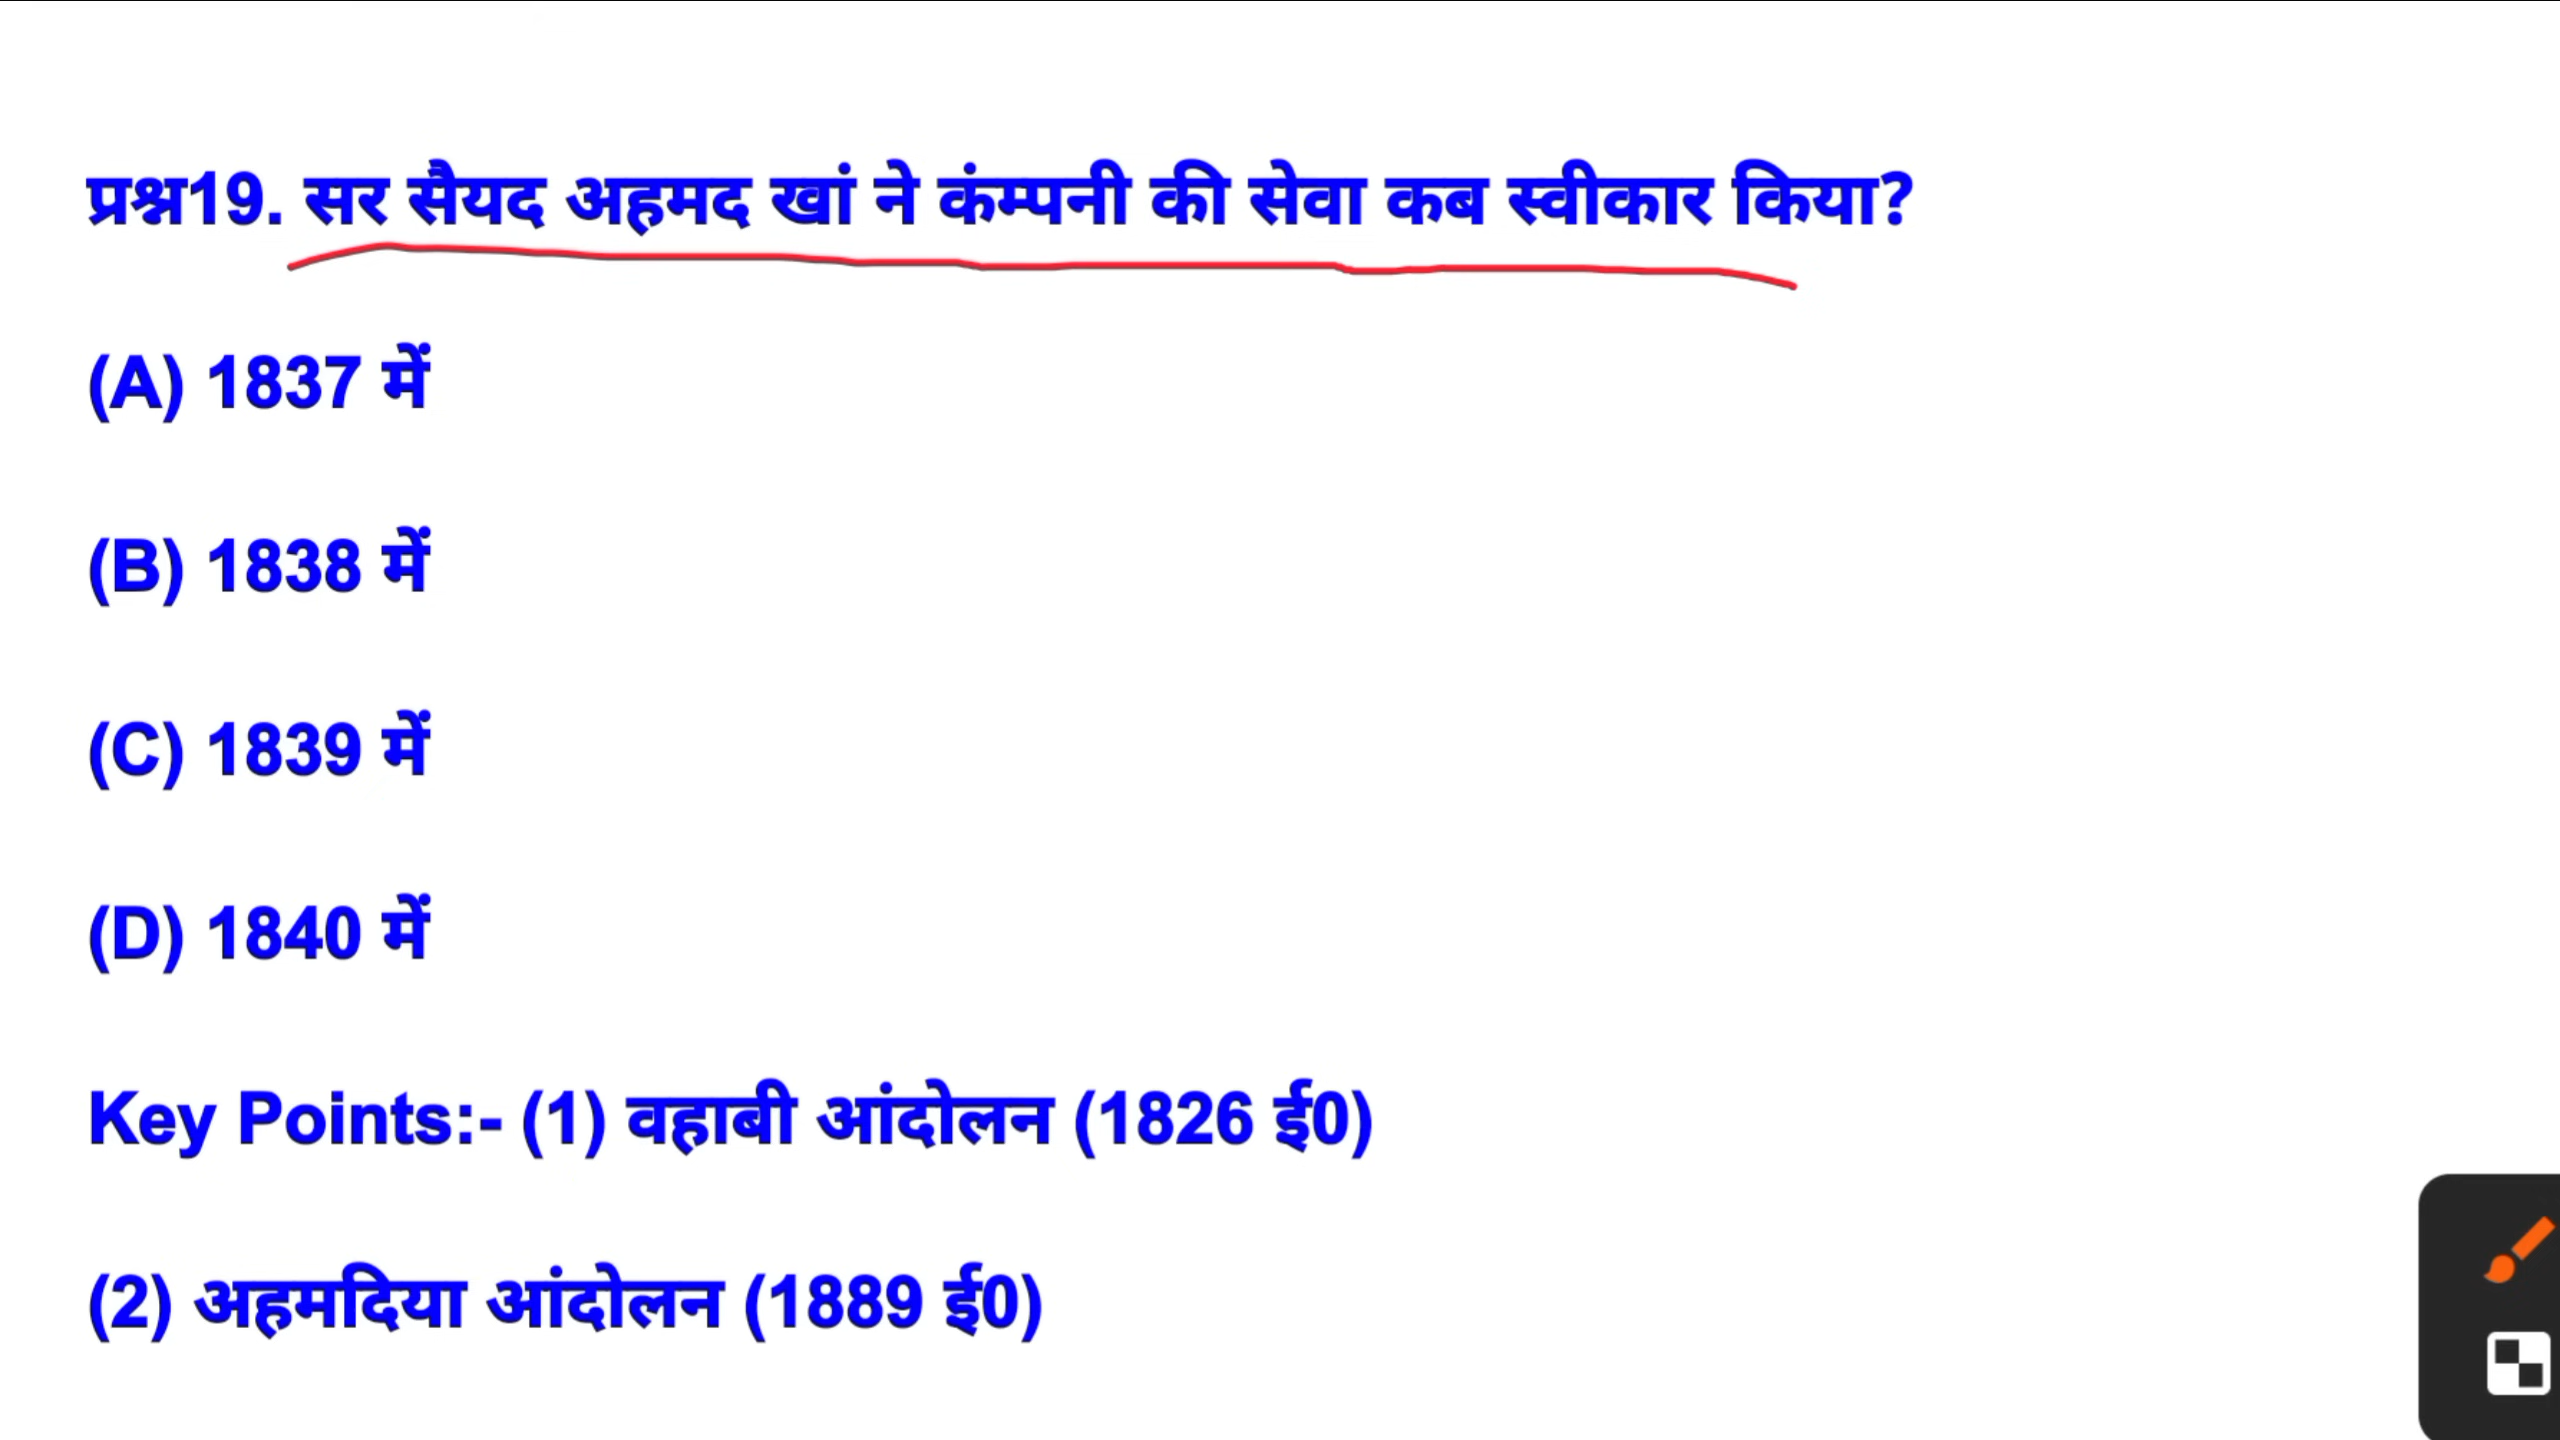 प्रश्न19. सर सैयद अहमद खां ने कंम्पनी की सेवा कब स्वीकार किया?
(A) 1837 में
(B) 1838 में
(C) 1839 में
(D) 1840 में
Key Points:- (1) वहाबी आंदोलन (1826 ई0)
(2) अहमदिया आंदोलन (1889 ई0)